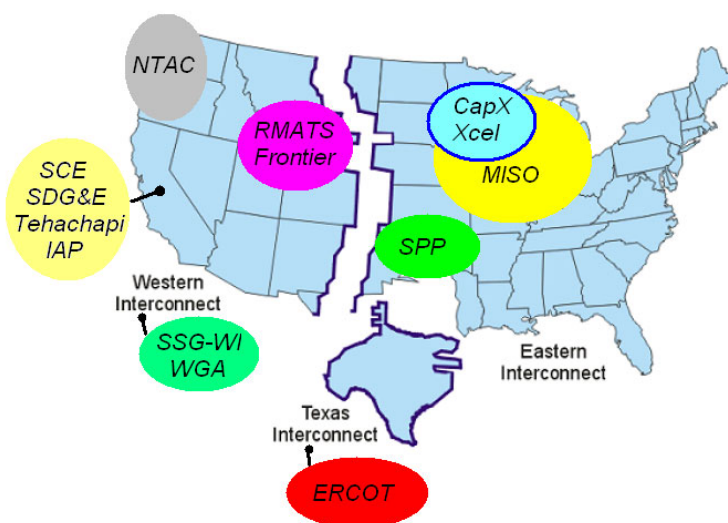 NTAC
RMATS
Frontier
CapX
Xcel
MISO
SCE
SDG&E
Tehachapi
IAP
SPP
Western
Interconnect
SSG-WI
WGA
Eastern
Interconnect
Texas
Interconnect
ERCOT